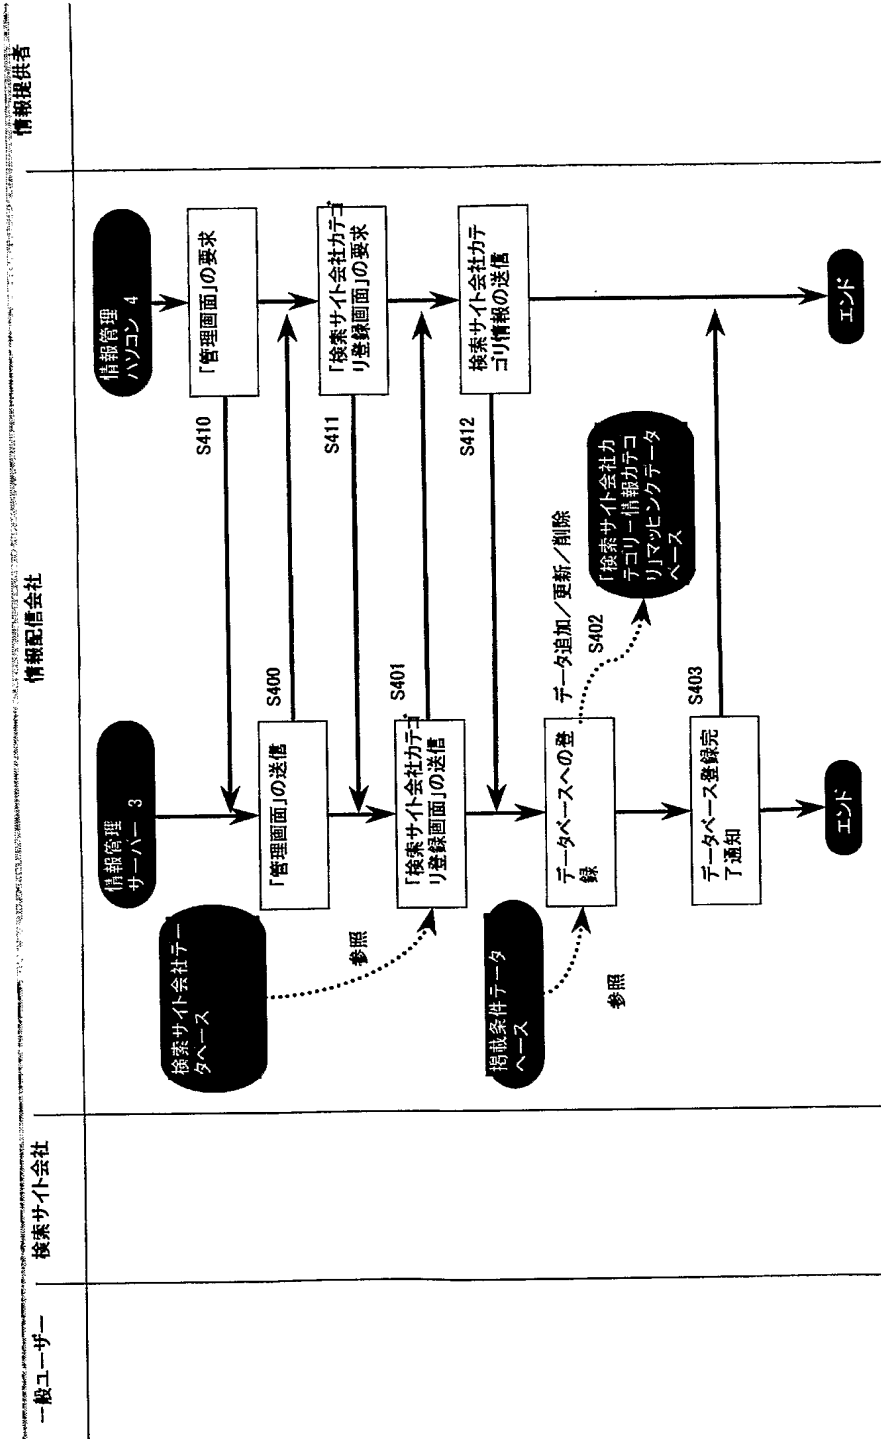 一般ユーザー
検索サイト会社
情報配信会社
情報提供者
情報管理
サーバー 3
情報管理
パソコン 4
検索サイト会社デー
タベース
「管理画面」の要求
S410
「管理画面」の送信
S400
「検索サイト会社カテゴ
リ登録画面」の要求
S411
参照
「検索サイト会社カテゴ
リ登録画面」の送信
S401
検索サイト会社カテ
ゴリ情報の送信
S412
掲載条件データ
ベース
参照
データベースへの登
録
データ追加／更新／削除
S402
「検索サイト会社カ
テゴリー情報カテゴ
リ」マッピングデータ
ベース
データベース登録完
了通知
S403
エンド
エンド